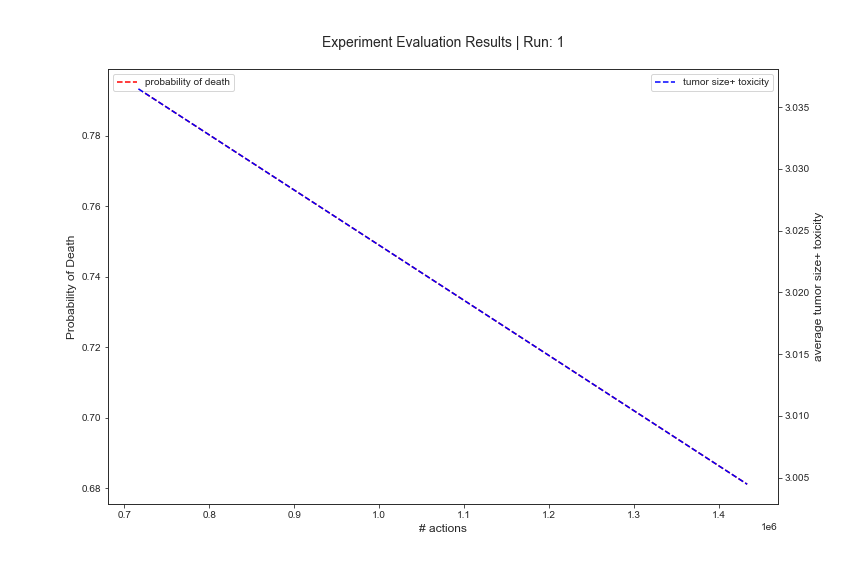 Experiment Evaluation Results | Run: 1
probability of death
tumor size+ toxicity
Probability of Death
0.78
0.76
0.74
0.72
0.70
0.68
3.035
3.030
3.025
3.020
3.015
3.010
3.005
average tumor size+ toxicity
0.7 0.8 0.9 1.0 1.1 1.2 1.3 1.4
1e6
# actions